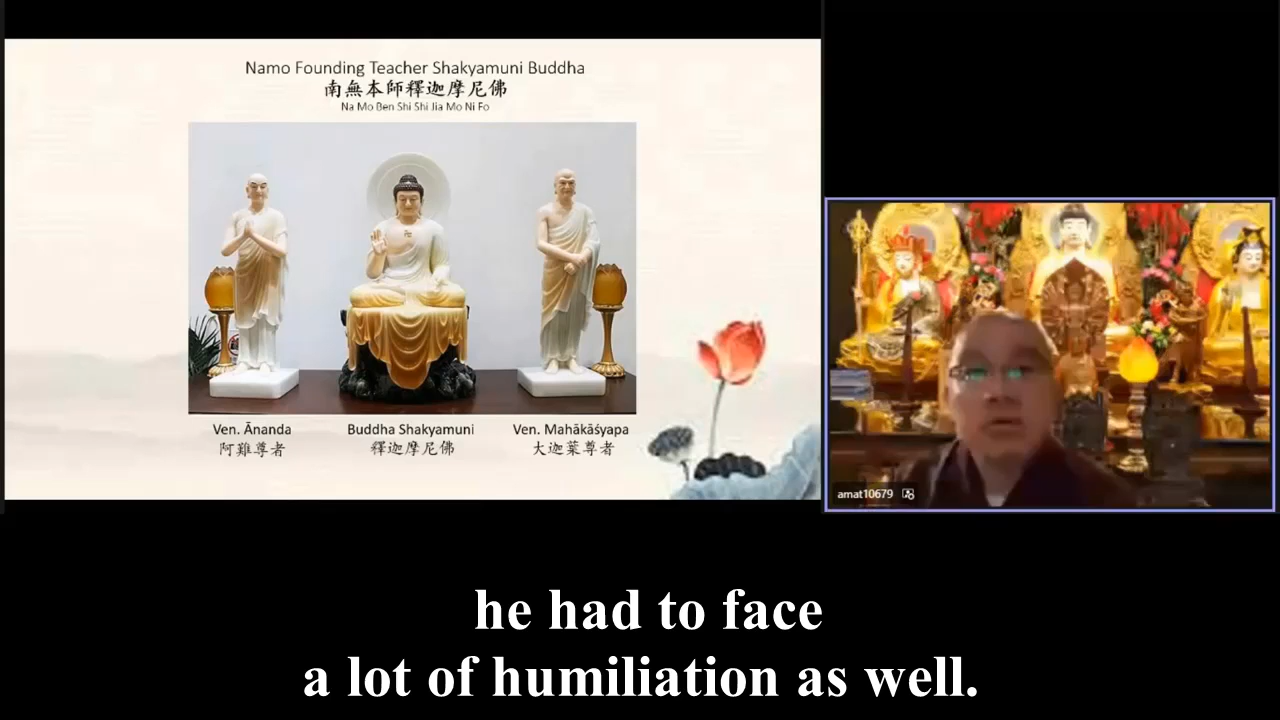 Namo Founding Teacher Shakyamuni Buddha
南無本師釋迦摩尼佛
Na Mo Ben Shi Shi Jia Mo Ni Fo
Ven. Ānanda
阿難尊者
Buddha Shakyamuni
釋迦摩尼佛
Ven. Mahākāśyapa
大迦葉尊者
amat10679
he had to face
a lot of humiliation as well.